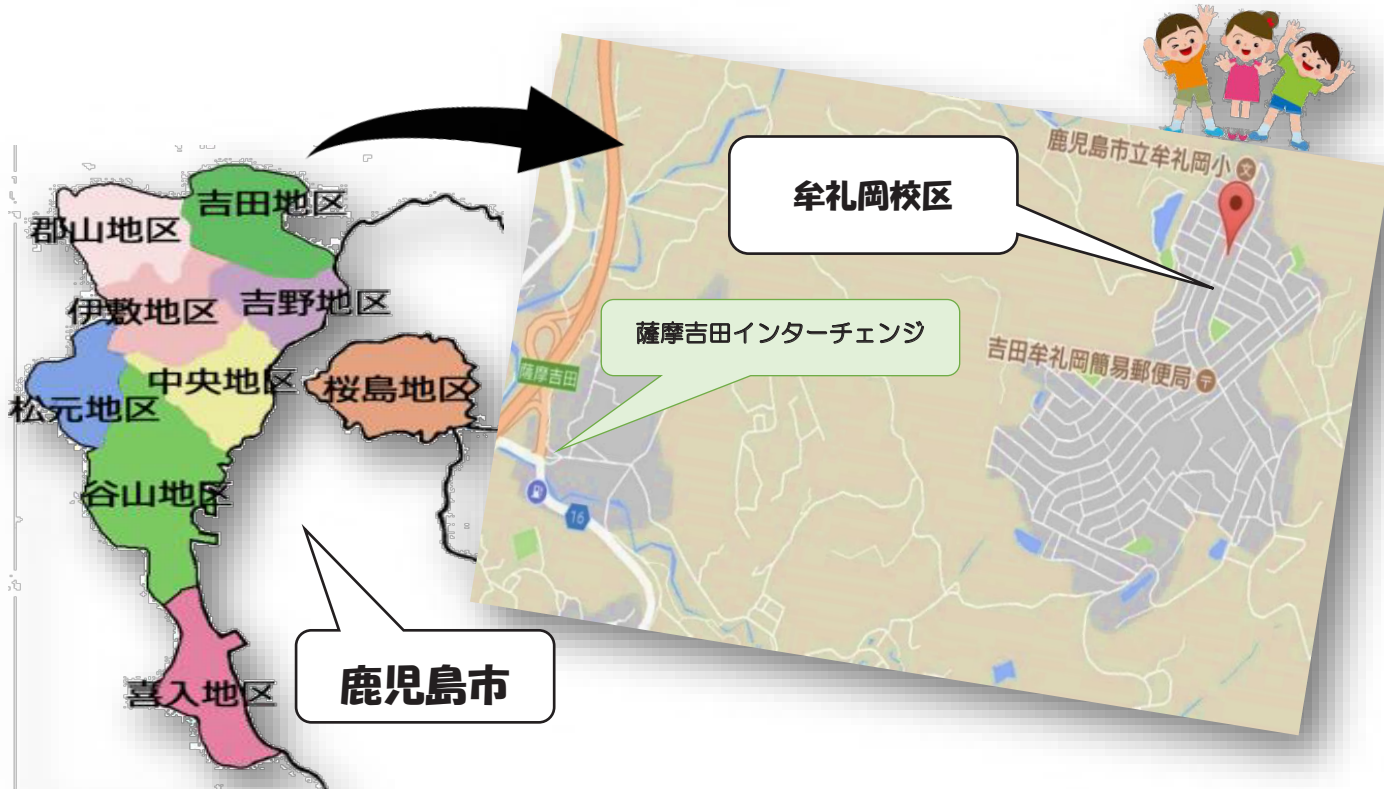 吉田地区
郡山地区
伊敷地区
吉野地区
中央地区
桜島地区
松元地区
谷山地区
喜入地区
鹿児島市
牟礼岡校区
鹿児島市立牟礼岡小
文
薩摩吉田インターチェンジ
吉田牟礼岡簡易郵便局
〒
薩摩吉田
16